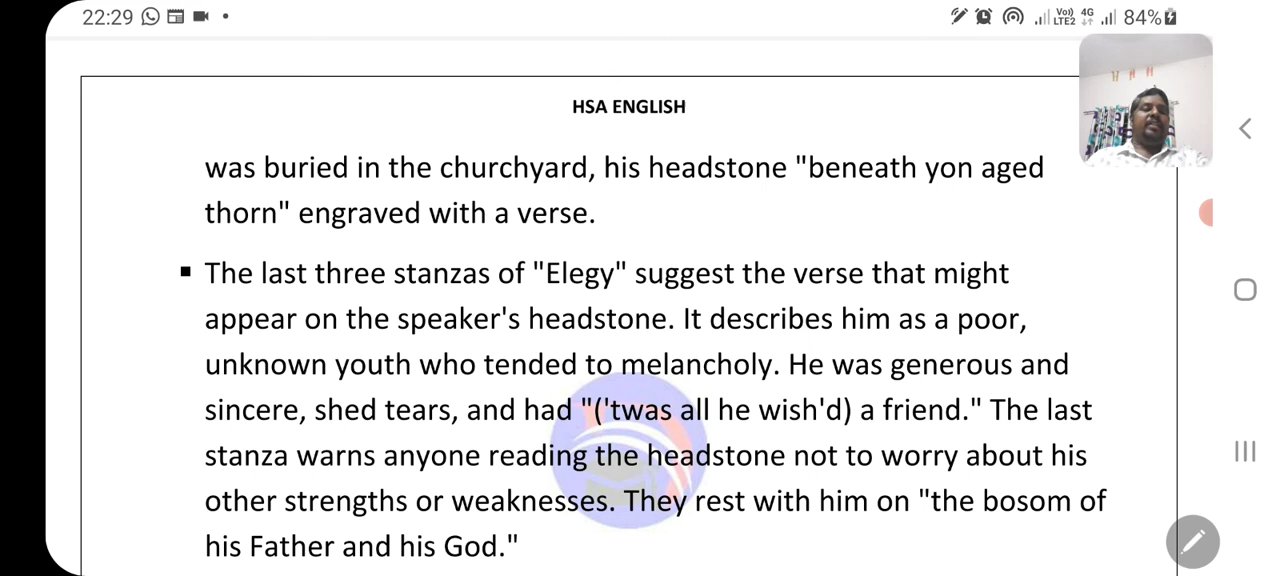 22:29 Vo)) 4G LTE2 84%
HSA ENGLISH
was buried in the churchyard, his headstone "beneath yon aged
thorn" engraved with a verse.
▪ The last three stanzas of "Elegy" suggest the verse that might
appear on the speaker's headstone. It describes him as a poor,
unknown youth who tended to melancholy. He was generous and
sincere, shed tears, and had "('twas all he wish'd) a friend." The last
stanza warns anyone reading the headstone not to worry about his
other strengths or weaknesses. They rest with him on "the bosom of
his Father and his God."